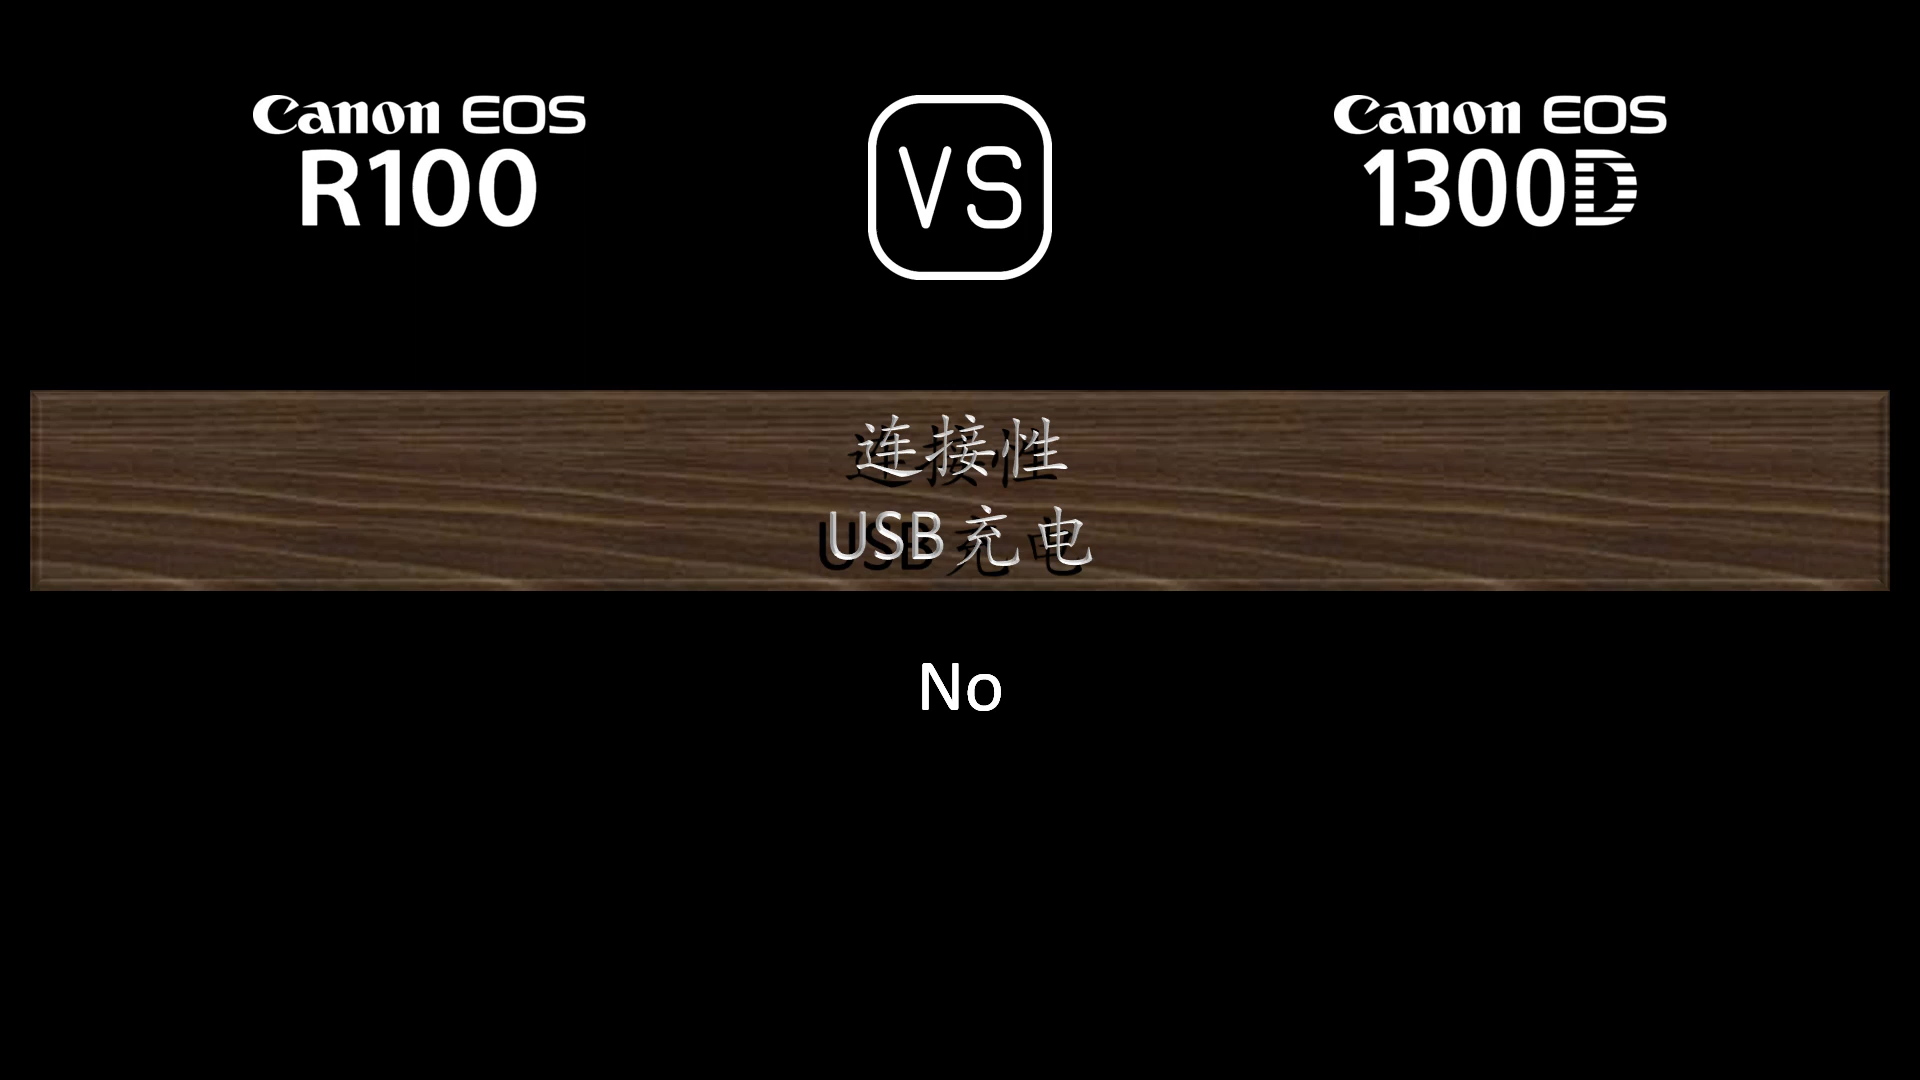 Canon EOS
R100
VS
Canon EOS
1300D
连接性
USB充电
No